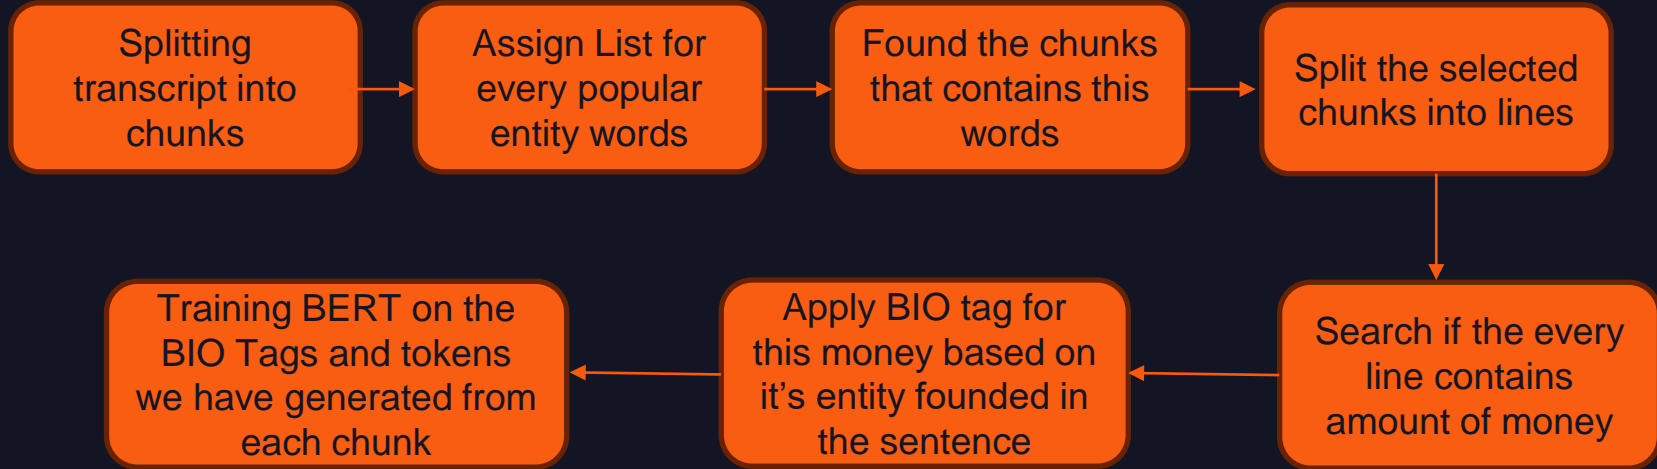 Splitting
transcript into
chunks
Assign List for
every popular
entity words
Found the chunks
that contains this
words
Split the selected
chunks into lines
Search if the every
line contains
amount of money
Apply BIO tag for
this money based on
it's entity founded in
the sentence
Training BERT on the
BIO Tags and tokens
we have generated from
each chunk